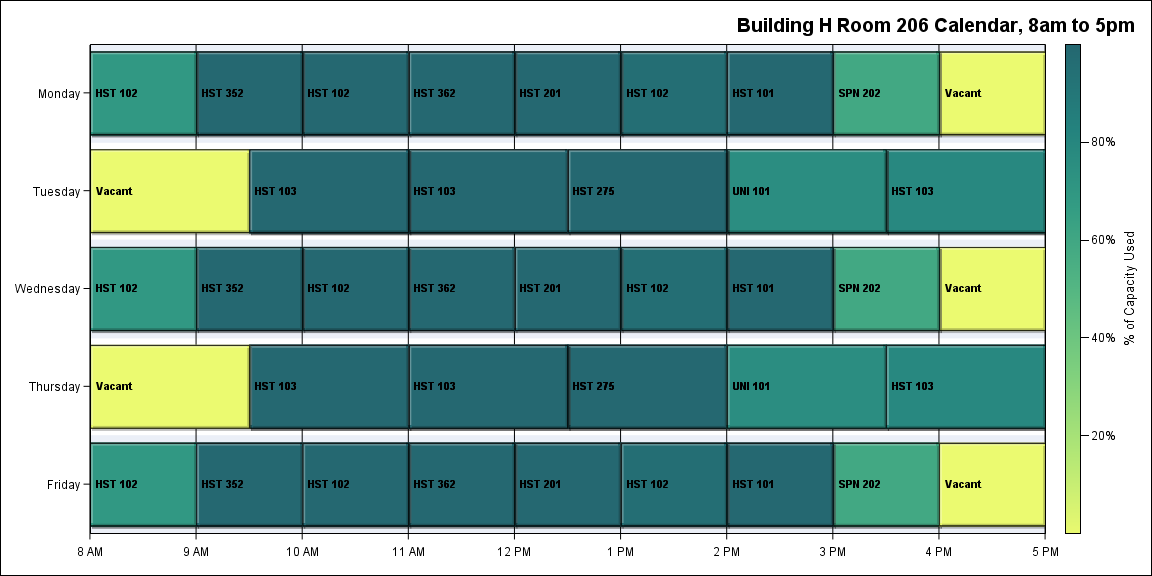 Building H Room 206 Calendar, 8am to 5pm
Monday
HST 102
HST 352
HST 102
HST 362
HST 201
HST 102
HST 101
SPN 202
Vacant
Tuesday
Vacant
HST 103
HST 103
HST 275
UNI 101
HST 103
Wednesday
HST 102
HST 352
HST 102
HST 362
HST 201
HST 102
HST 101
SPN 202
Vacant
Thursday
Vacant
HST 103
HST 103
HST 275
UNI 101
HST 103
Friday
HST 102
HST 352
HST 102
HST 362
HST 201
HST 102
HST 101
SPN 202
Vacant
8 AM
9 AM
10 AM
11 AM
12 PM
1 PM
2 PM
3 PM
4 PM
5 PM
80%
60%
40%
20%
% of Capacity Used